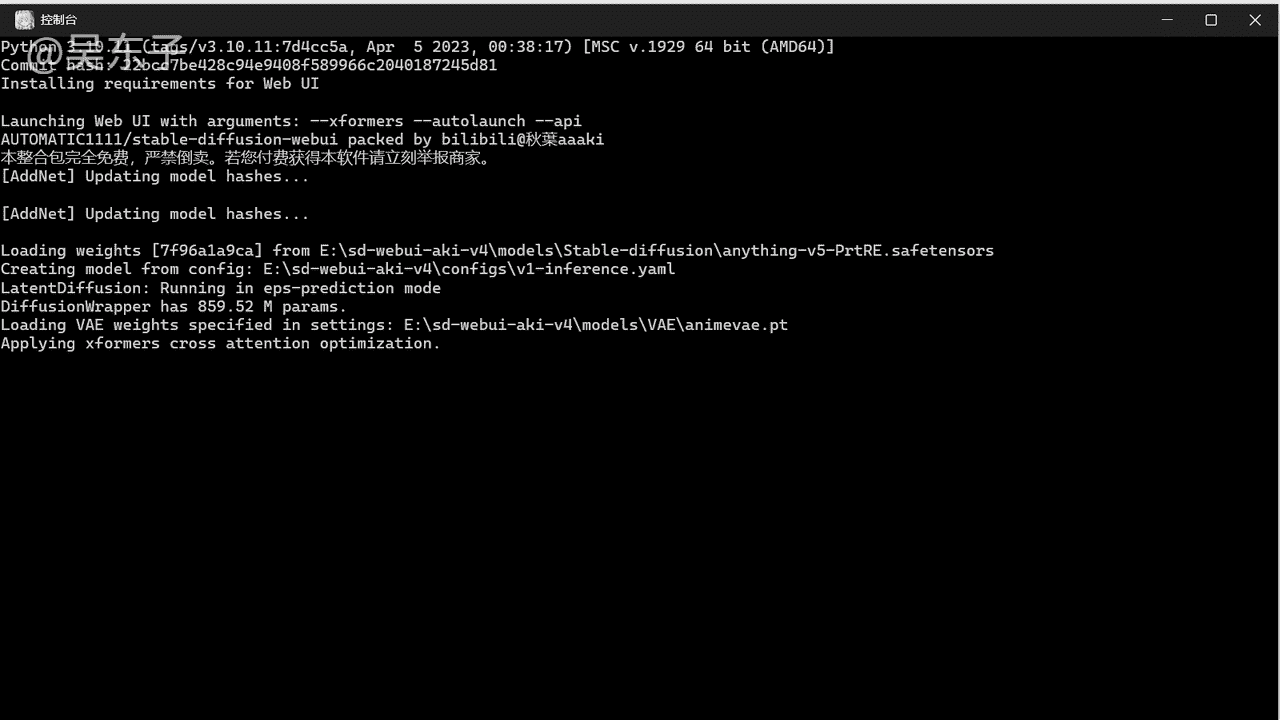 控制台
@吴东子
Python 3.10.11 (tags/v3.10.11:7d4cc5a, Apr  5 2023, 00:38:17) [MSC v.1929 64 bit (AMD64)]
Commit hash: 22bcc7be428c94e9408f589966c2040187245d81
Installing requirements for Web UI
Launching Web UI with arguments: --xformers --autolaunch --api
AUTOMATIC1111/stable-diffusion-webui packed by bilibili@秋葉aaaki
本整合包完全免费，严禁倒卖。若您付费获得本软件请立刻举报商家。
[AddNet] Updating model hashes...
[AddNet] Updating model hashes...
Loading weights [7f96a1a9ca] from E:\sd-webui-aki-v4\models\Stable-diffusion\anything-v5-PrtRE.safetensors
Creating model from config: E:\sd-webui-aki-v4\configs\v1-inference.yaml
LatentDiffusion: Running in eps-prediction mode
DiffusionWrapper has 859.52 M params.
Loading VAE weights specified in settings: E:\sd-webui-aki-v4\models\VAE\animevae.pt
Applying xformers cross attention optimization.